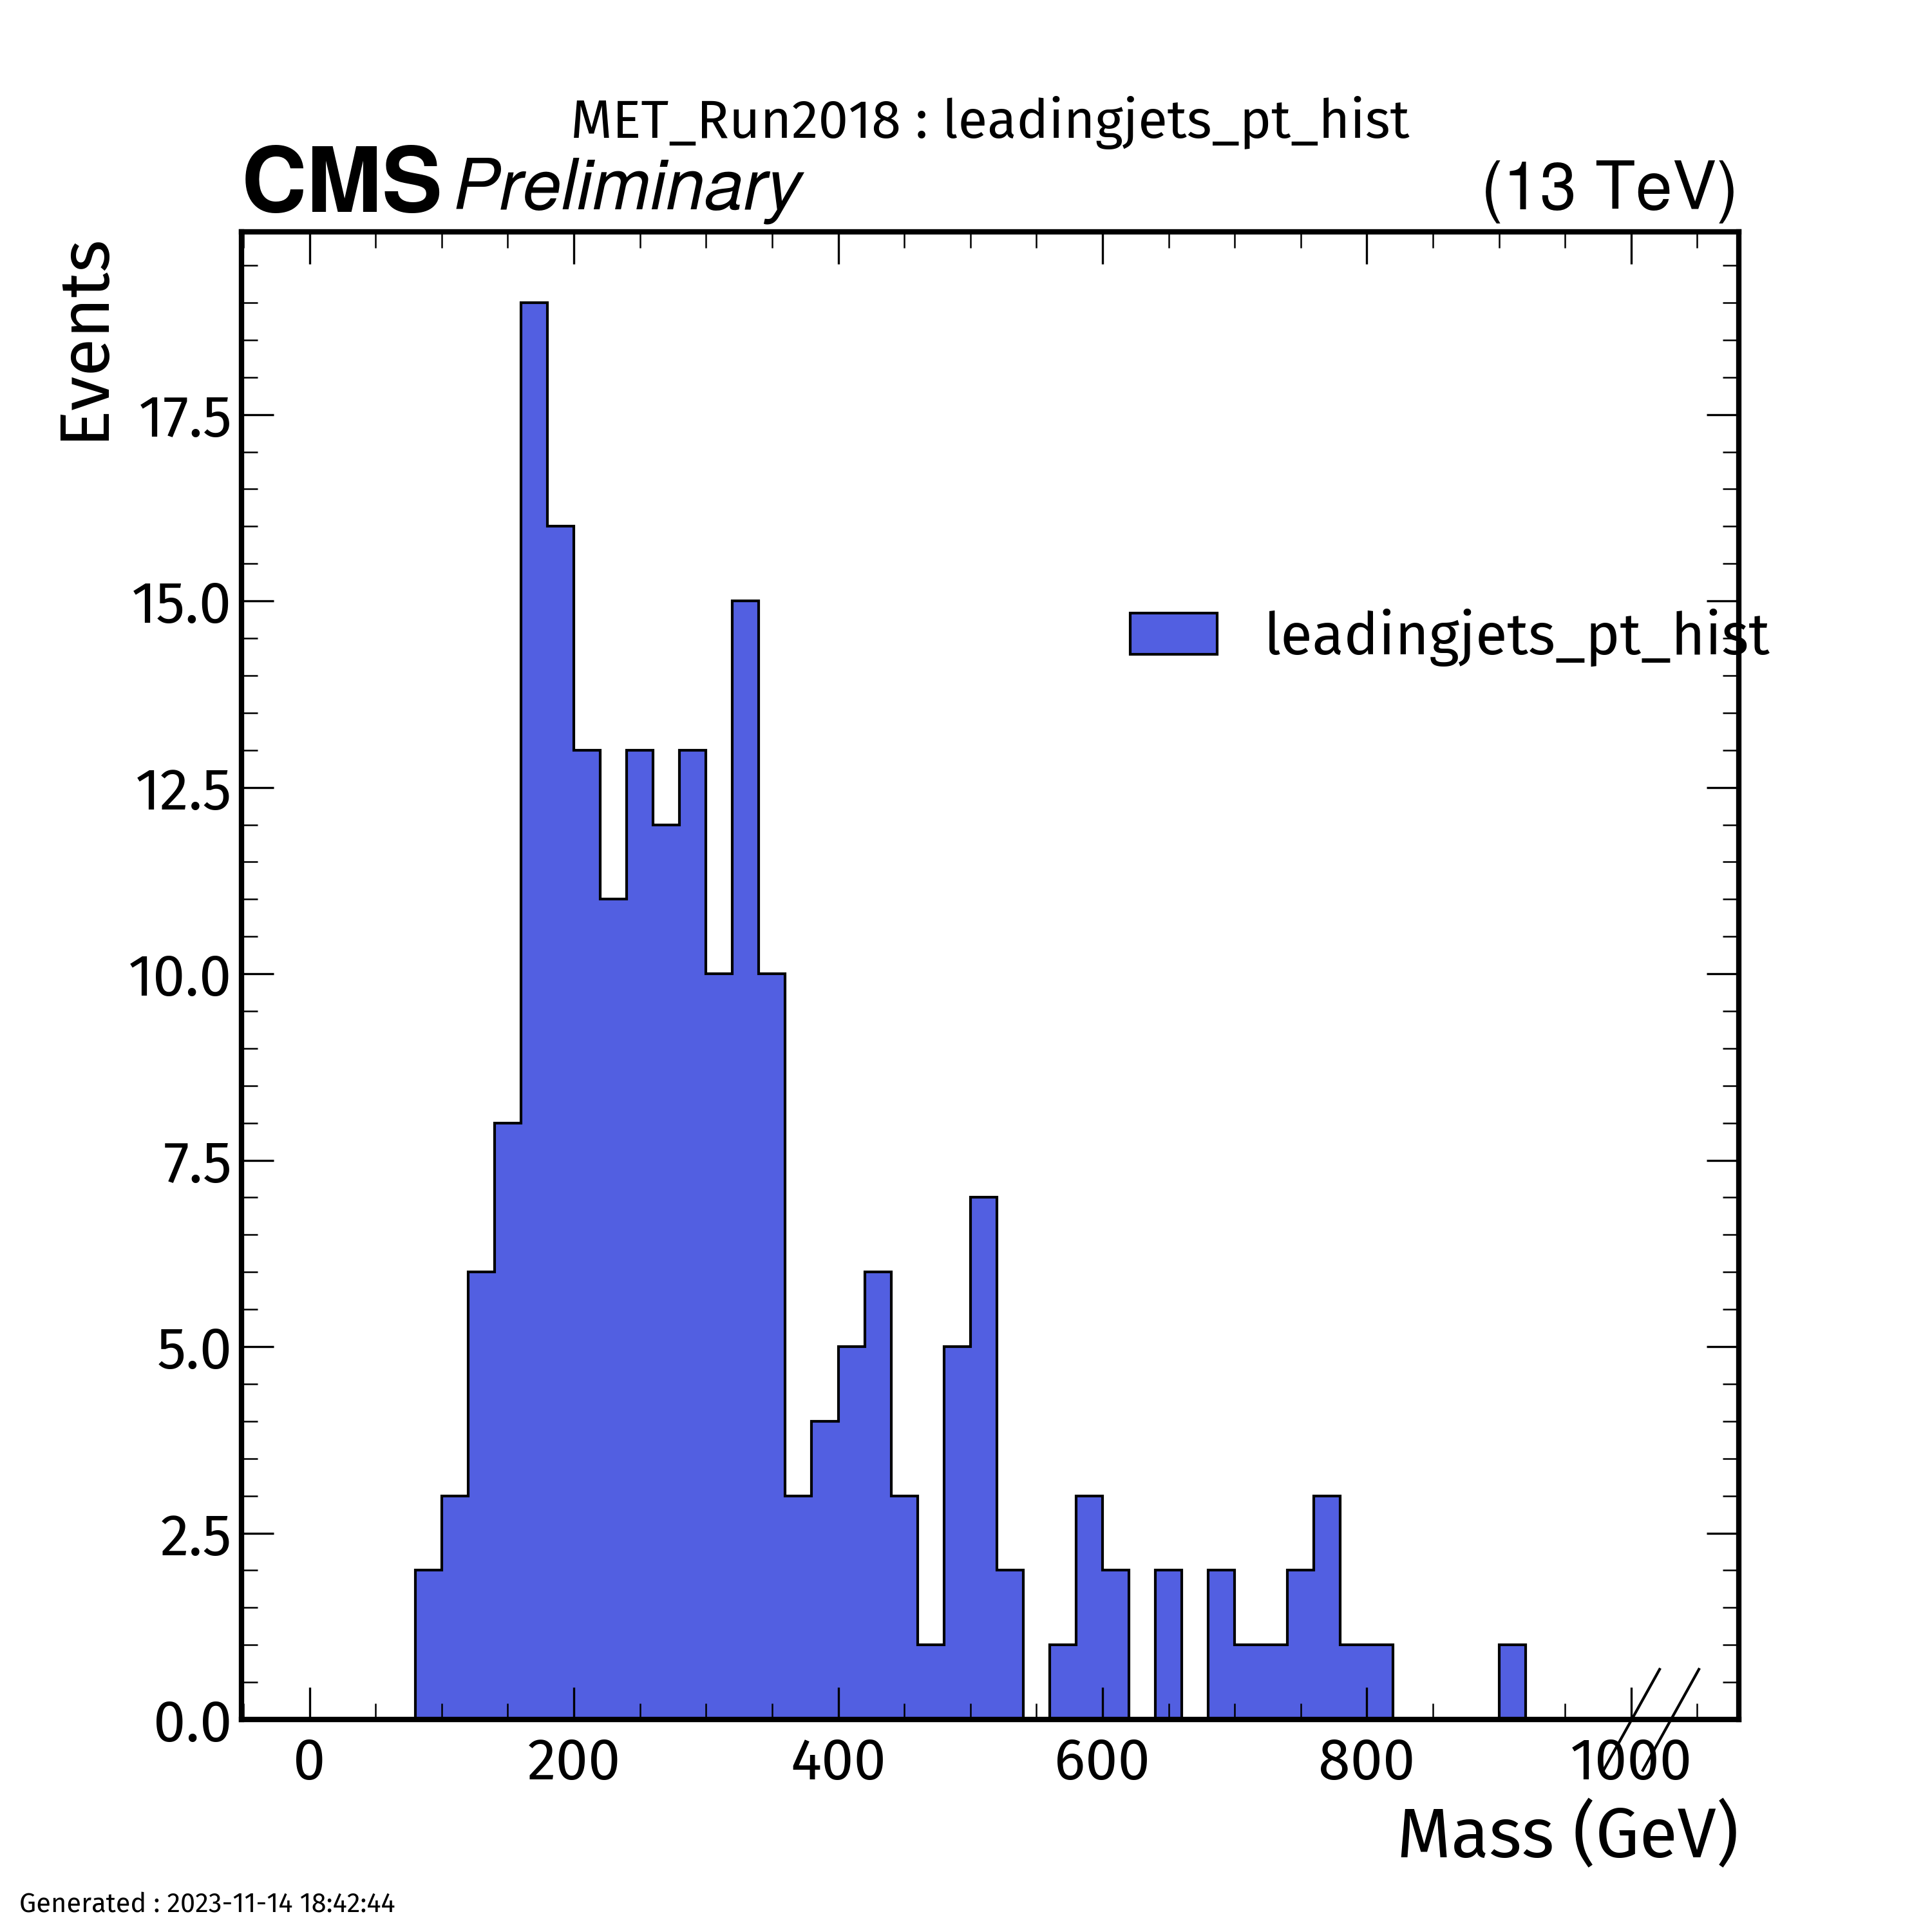 MET_Run2018 : leadingjets_pt_hist
CMS Preliminary (13 TeV)
Events
17.5
15.0
leadingjets_pt_hist
12.5
10.0
7.5
5.0
2.5
0.0
0 200 400 600 800 1000
Mass (GeV)
Generated : 2023-11-14 18:42:44